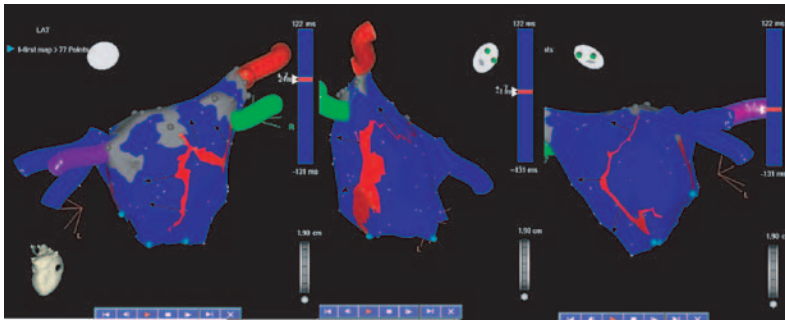 LAT
1-first map > 77 Points
122 ms
-131 ms
1.90 cm
R
L
122 ms
-131 ms
1.90 cm
L
122 ms
-131 ms
1.90 cm
L